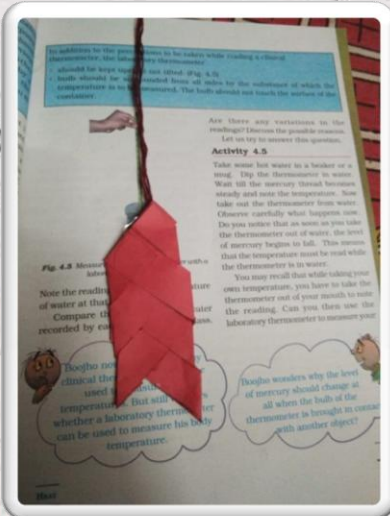 In addition to the precautions to be taken while reading a clinical
thermometer, the laboratory thermometer
should be kept not tilted. (Fig. 4.5)
bulb should be from all sides by the substance of which the
temperature is to be measured. The bulb should not touch the surface of the
container.
Are there any variations in the
readings? Discuss the possible reasons.
Let us try to answer this question.
Activity 4.5
Take some hot water in a beaker or a
mug. Dip the thermometer in water.
Wait till the mercury thread becomes
steady and note the temperature. Now
take out the thermometer from water.
Observe carefully what happens now.
Do you notice that as soon as you take
the thermometer out of water, the level
of mercury begins to fall. This means
that the temperature must be read while
the thermometer is in water.
You may recall that while taking your
own temperature, you have to take the
thermometer out of your mouth to note
the reading. Can you then use the
laboratory thermometer to measure your
Fig. 4.5 with a
Note the
of water at that
Compare
recorded by
Boojho
clinical
used
temperature. But still
whether a laboratory
can be used to measure his body
temperature.
Boojho wonders why the level
of mercury should change at
all when the bulb of the
thermometer is brought in contact
with another object?